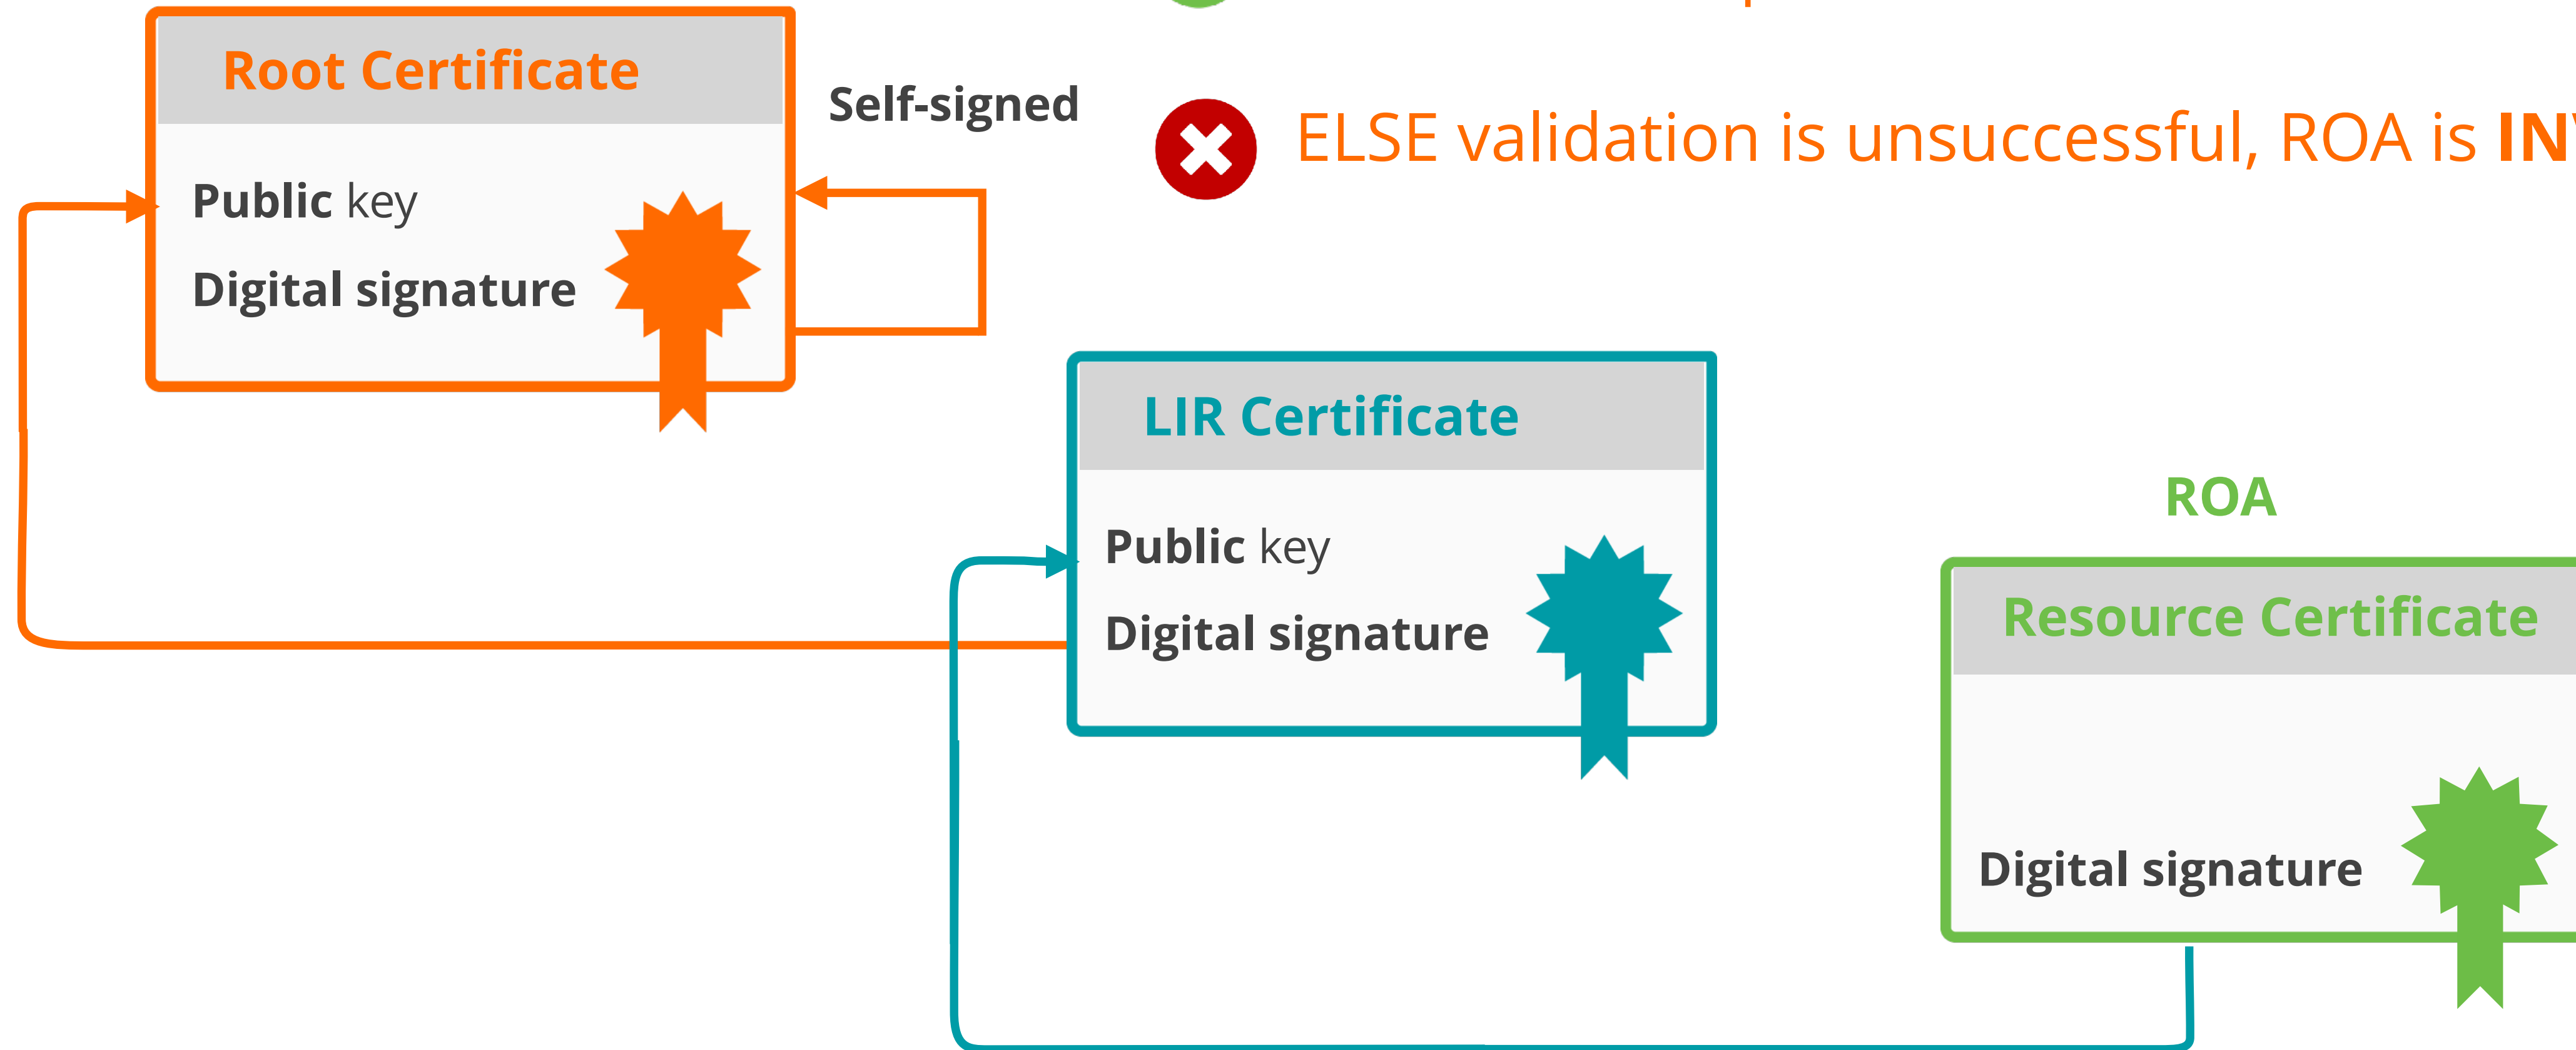 Root Certificate
Self-signed
Public key
Digital signature
ELSE validation is unsuccessful, ROA is
LIR Certificate
Public key
Digital signature
ROA
Resource Certificate
Digital signature